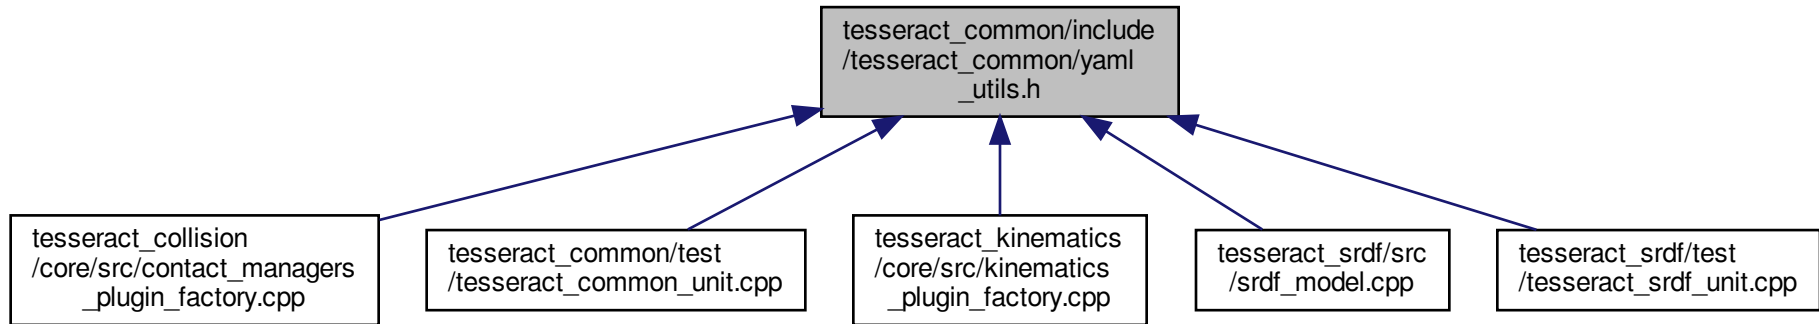 tesseract_common/include
/tesseract_common/yaml
_utils.h
tesseract_collision
/core/src/contact_managers
_plugin_factory.cpp
tesseract_common/test
/tesseract_common_unit.cpp
tesseract_kinematics
/core/src/kinematics
_plugin_factory.cpp
tesseract_srdf/src
/srdf_model.cpp
tesseract_srdf/test
/tesseract_srdf_unit.cpp